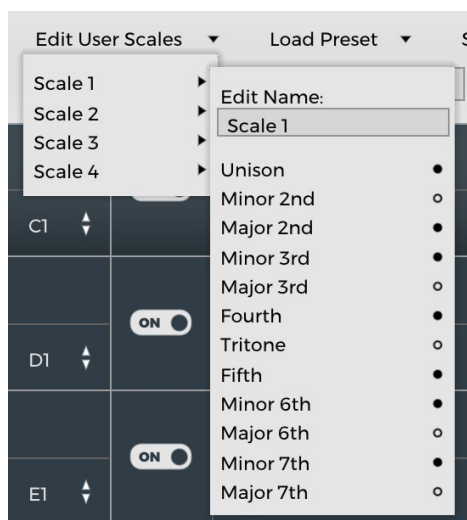 Edit User Scales
Load Preset
Scale 1
Scale 2
Scale 3
Scale 4
Edit Name:
Scale 1
Unison
Minor 2nd
Major 2nd
Minor 3rd
Major 3rd
Fourth
Tritone
Fifth
Minor 6th
Major 6th
Minor 7th
Major 7th
C1
ON
D1
ON
E1